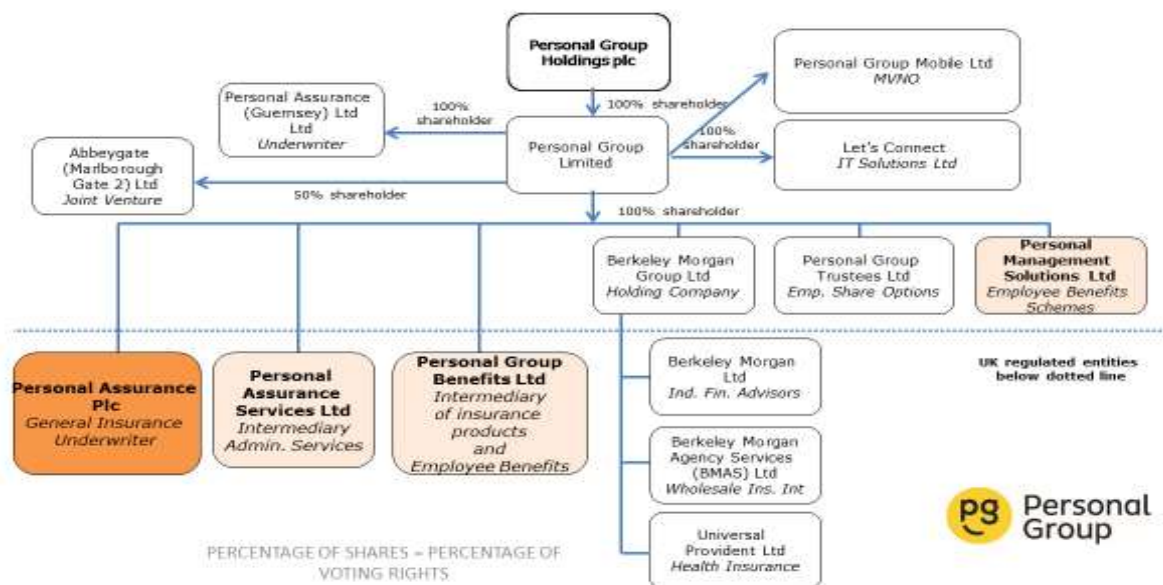 Personal Group
Holdings plc
Personal Group Mobile Ltd
MVNO
Personal Assurance
(Guernsey) Ltd
Ltd
Underwriter
100%
shareholder
100% shareholder
Personal Group
Limited
100%
shareholder
Let's Connect
IT Solutions Ltd
Abbeygate
(Marlborough
Gate 2) Ltd
Joint Venture
50% shareholder
100% shareholder
Berkeley Morgan
Group Ltd
Holding Company
Personal Group
Trustees Ltd
Emp. Share Options
Personal
Management
Solutions Ltd
Employee Benefits
Schemes
Personal Assurance
Plc
General Insurance
Underwriter
Personal
Assurance
Services Ltd
Intermediary
Admin. Services
Personal Group
Benefits Ltd
Intermediary
of insurance
products
and
Employee Benefits
Berkeley Morgan
Ltd
Ind. Fin. Advisors
UK regulated entities
below dotted line
Berkeley Morgan
Agency Services
(BMAS) Ltd
Wholesale Ins. Int
Universal
Provident Ltd
Health Insurance
PERCENTAGE OF SHARES = PERCENTAGE OF
VOTING RIGHTS
pg
Personal
Group